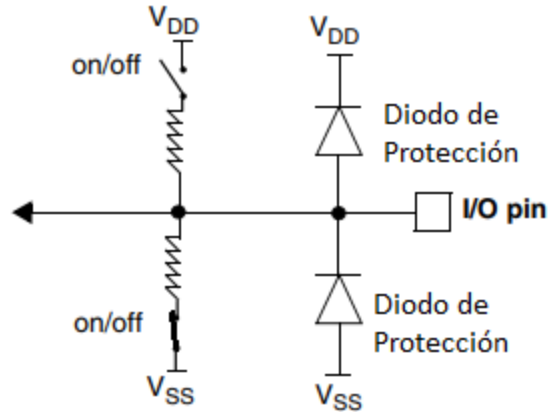 VDD
VDD
on/off
Diodo de
Protección
I/O pin
on/off
Diodo de
Protección
VSS
VSS